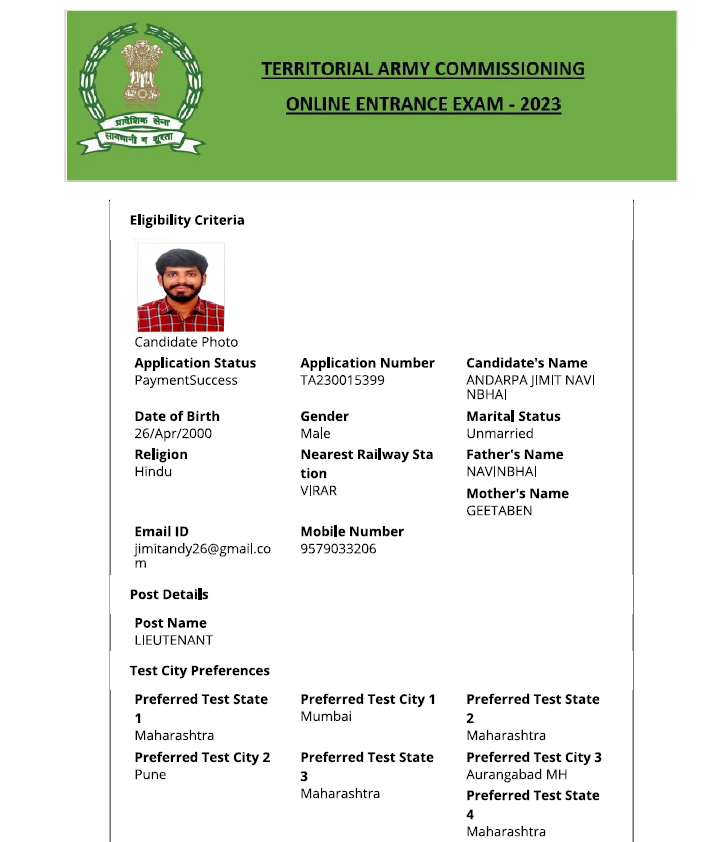 प्रादेशिक सेना
सावधानी व शूरता
TERRITORIAL ARMY COMMISSIONING
ONLINE ENTRANCE EXAM - 2023
Eligibility Criteria
Candidate Photo
Application Status
PaymentSuccess
Application Number
TA230015399
Candidate's Name
ANDARPA JIMIT NAVI
NBHAI
Date of Birth
26/Apr/2000
Gender
Male
Marital Status
Unmarried
Religion
Hindu
Nearest Railway Sta
tion
VIRAR
Father's Name
NAVINBHAI
Mother's Name
GEETABEN
Email ID
jimitandy26@gmail.co
m
Mobile Number
9579033206
Post Details
Post Name
LIEUTENANT
Test City Preferences
Preferred Test State
1
Maharashtra
Preferred Test City 1
Mumbai
Preferred Test State
2
Maharashtra
Preferred Test City 2
Pune
Preferred Test State
3
Maharashtra
Preferred Test City 3
Aurangabad MH
Preferred Test State
4
Maharashtra